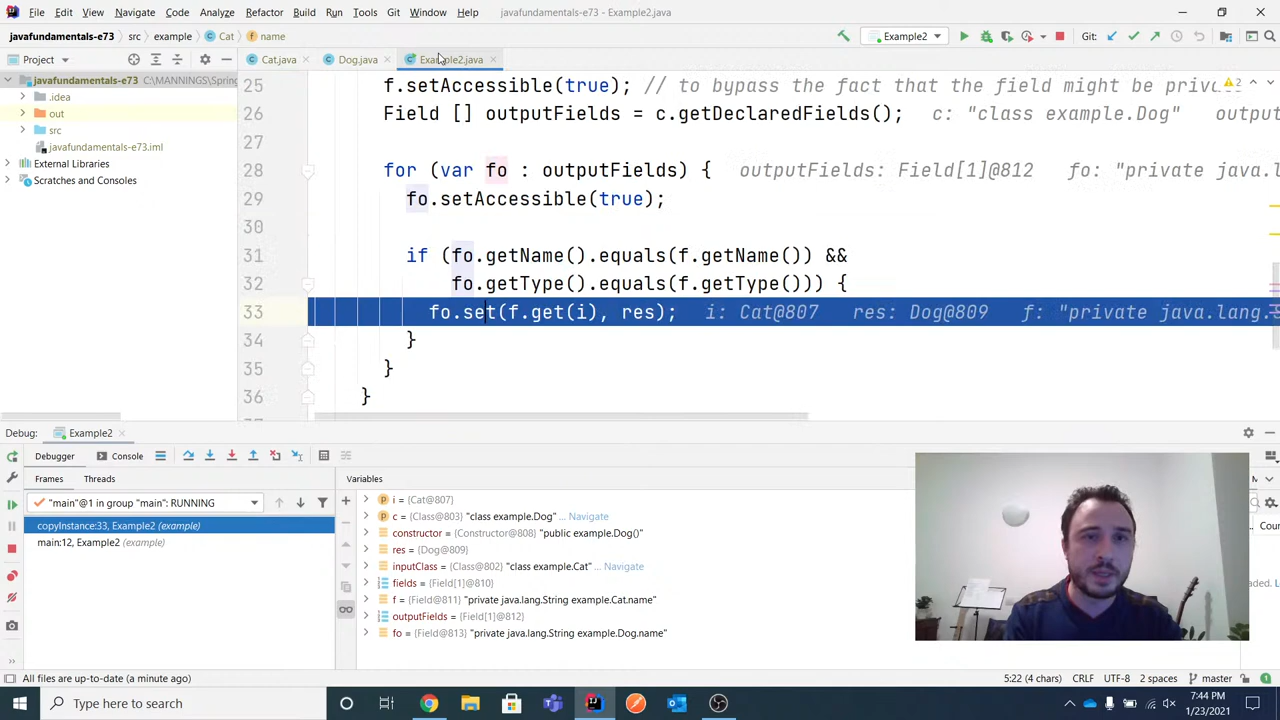 File Edit View Navigate Code Analyze Refactor Build Run Tools Git Window Help javafundamentals-e73 - Example2.java
javafundamentals-e73 src example Cat name Example2 Git:
Project Cat.java Dog.java Example2.java
javafundamentals-e73 C:\MANNINGS\Spring
.idea
out
src
javafundamentals-e73.iml
External Libraries
Scratches and Consoles
25 f.setAccessible(true); // to bypass the fact that the field might be priv 2
26 Field [] outputFields = c.getDeclaredFields(); c: "class example.Dog" output
27
28 for (var fo : outputFields) { outputFields: Field[1]@812 fo: "private java.l
29 fo.setAccessible(true);
30
31 if (fo.getName().equals(f.getName()) &&
32 fo.getType().equals(f.getType())) {
33 fo.set(f.get(i), res); i: Cat@807 res: Dog@809 f: "private java.lang.S
34 }
35 }
36 }
Debug: Example2
Debugger Console
Frames Threads Variables
"main"@1 in group "main": RUNNING
copyInstance:33, Example2 (example)
main:12, Example2 (example)
i = {Cat@807}
c = {Class@803} "class example.Dog" ... Navigate
constructor = {Constructor@808} "public example.Dog()"
res = {Dog@809}
inputClass = {Class@802} "class example.Cat" ... Navigate
fields = {Field[1]@810}
f = {Field@811} "private java.lang.String example.Cat.name"
outputFields = {Field[1]@812}
fo = {Field@813} "private java.lang.String example.Dog.name"
All files are up-to-date (a minute ago) 5:22 (4 chars) CRLF UTF-8 2 spaces master
Type here to search
7:44 PM
1/23/2021